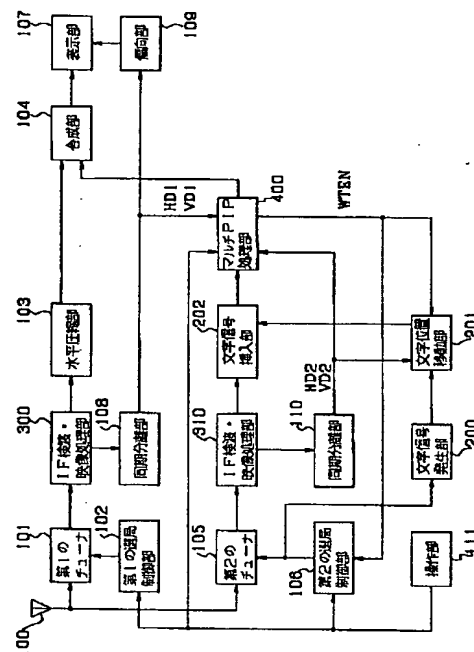 00
101
第1の
チューナ
102
第1の選局
制御部
300
IF検波・
映像処理部
108
同期分離部
103
水平圧縮部
104
合成部
107
表示部
109
偏向部
HD1
VD1
105
第2の
チューナ
106
第2の選局
制御部
310
IF検波・
映像処理部
110
同期分離部
202
文字信号
挿入部
HD2
VD2
400
マルチPIP
処理部
WTEN
411
操作部
200
文字信号
発生部
201
文字位置
移動部